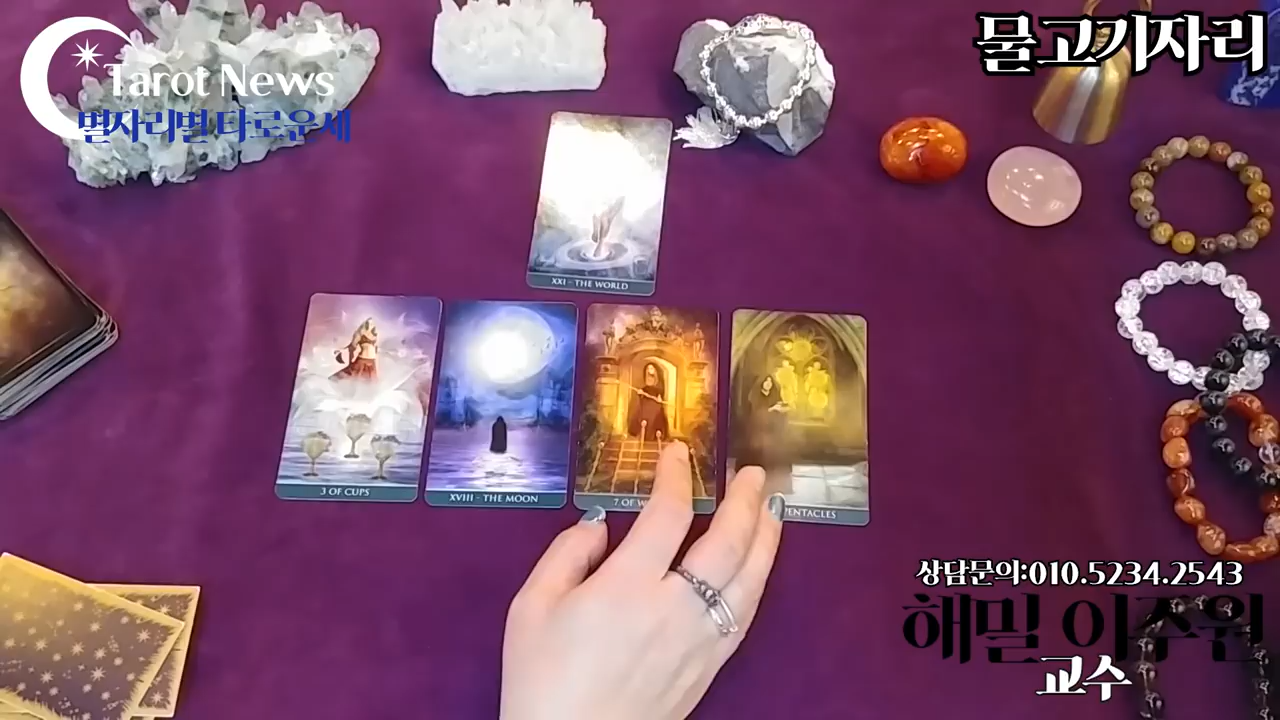 Tarot News
별자리별 타로운세
물고기자리
XXI - THE WORLD
3 OF CUPS
XVIII - THE MOON
7 OF
PENTACLES
상담문의:010.5234.2543
해밀 이주원
교수